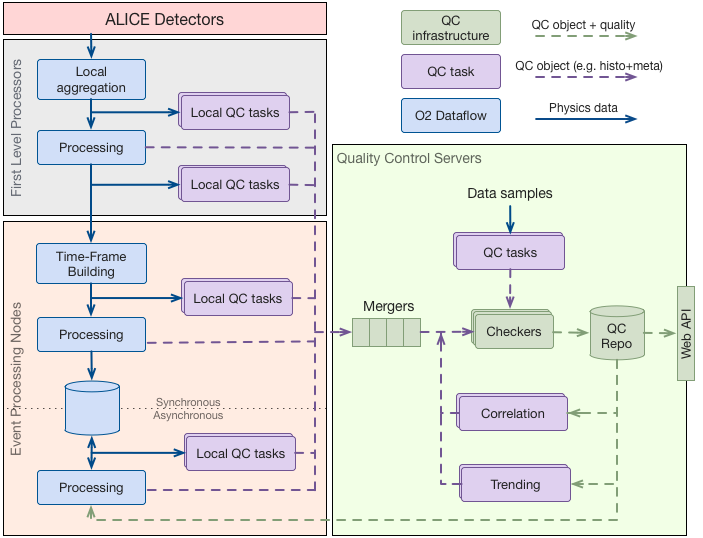 ALICE Detectors
First Level Processors
Local
aggregation
Local QC tasks
Processing
Local QC tasks
Event Processing Nodes
Time-Frame
Building
Local QC tasks
Processing
Synchronous
Asynchronous
Local QC tasks
Processing
QC
infrastructure
QC object + quality
QC task
QC object (e.g. histo+meta)
O2 Dataflow
Physics data
Quality Control Servers
Data samples
QC tasks
Mergers
Checkers
QC
Repo
Web API
Correlation
Trending